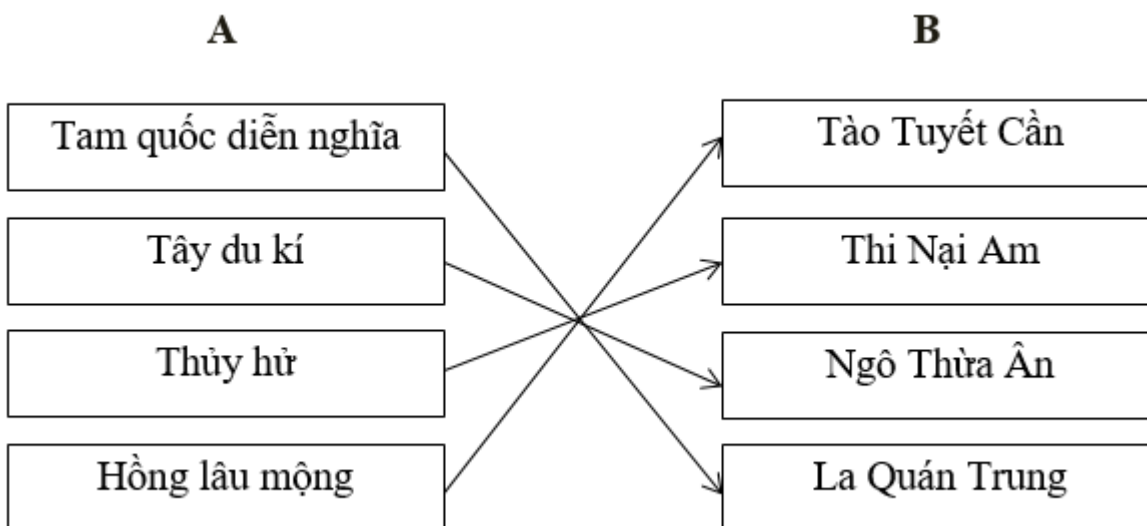 A
B
Tam quốc diễn nghĩa
Tào Tuyết Cần
Tây du kí
Thi Nại Am
Thủy hử
Ngô Thừa Ân
Hồng lâu mộng
La Quán Trung